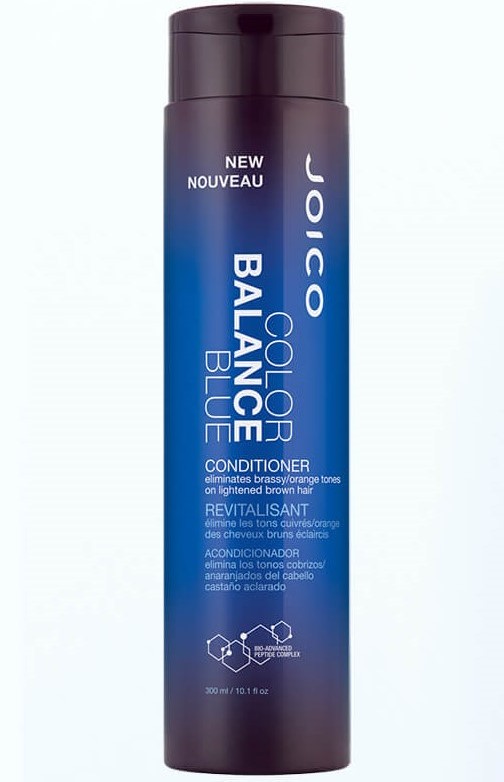 NEW
NOUVEAU
JOICO
COLOR
BALANCE
BLUE
CONDITIONER
eliminates brassy/orange tones
on lightened brown hair
REVITALISANT
élimine les tons cuivrés/orange
des cheveux bruns éclaircis
ACONDICIONADOR
elimina los tonos cobrizos/
anaranjados del cabello
castaño aclarado
BIO-ADVANCED
PEPTIDE COMPLEX
300 ml / 10.1 fl oz